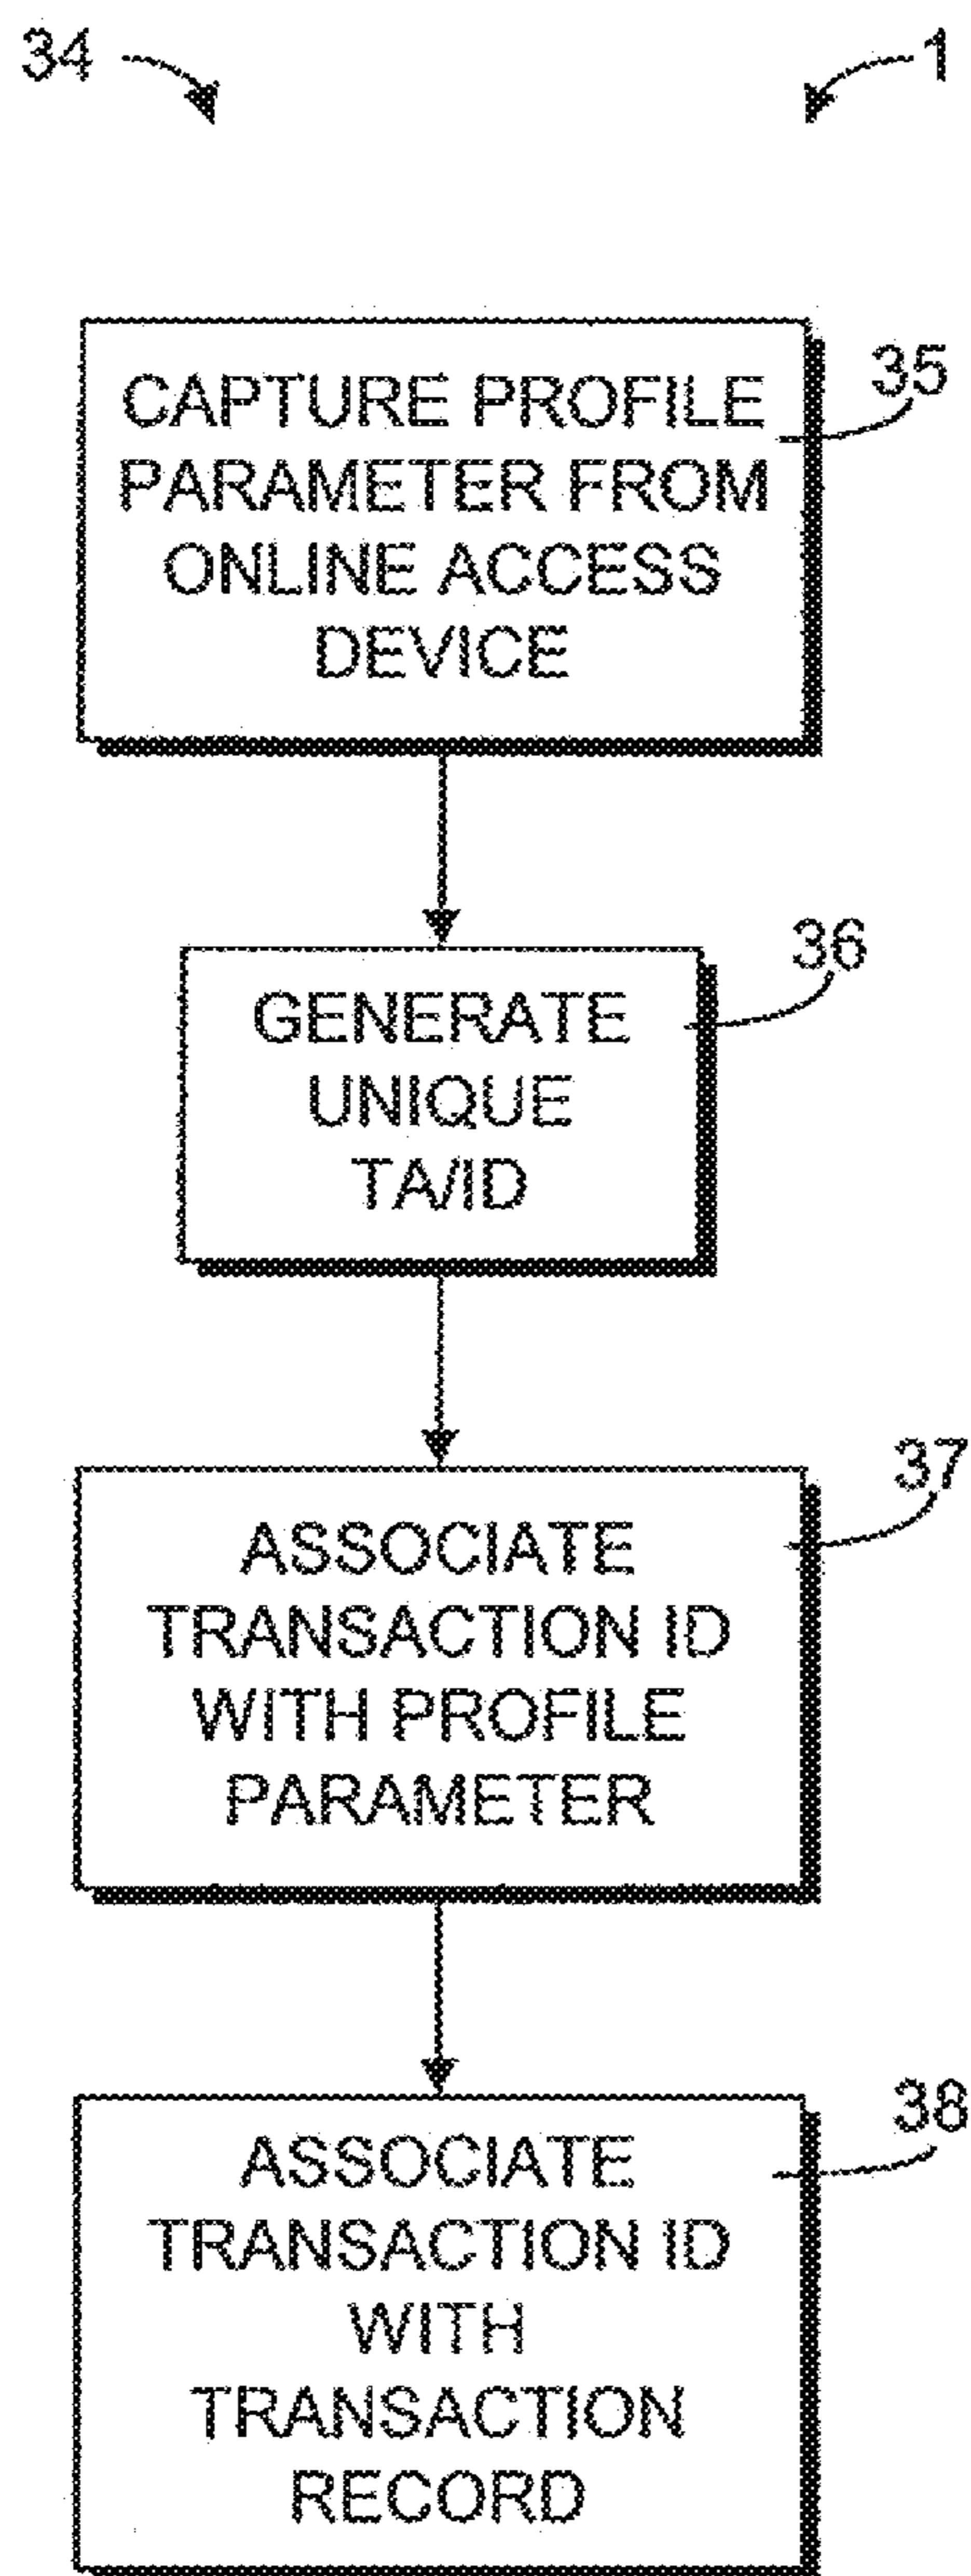 34
1
CAPTURE PROFILE
PARAMETER FROM
ONLINE ACCESS
DEVICE
35
GENERATE
UNIQUE
TA/ID
36
ASSOCIATE
TRANSACTION ID
WITH PROFILE
PARAMETER
37
ASSOCIATE
TRANSACTION ID
WITH
TRANSACTION
RECORD
38